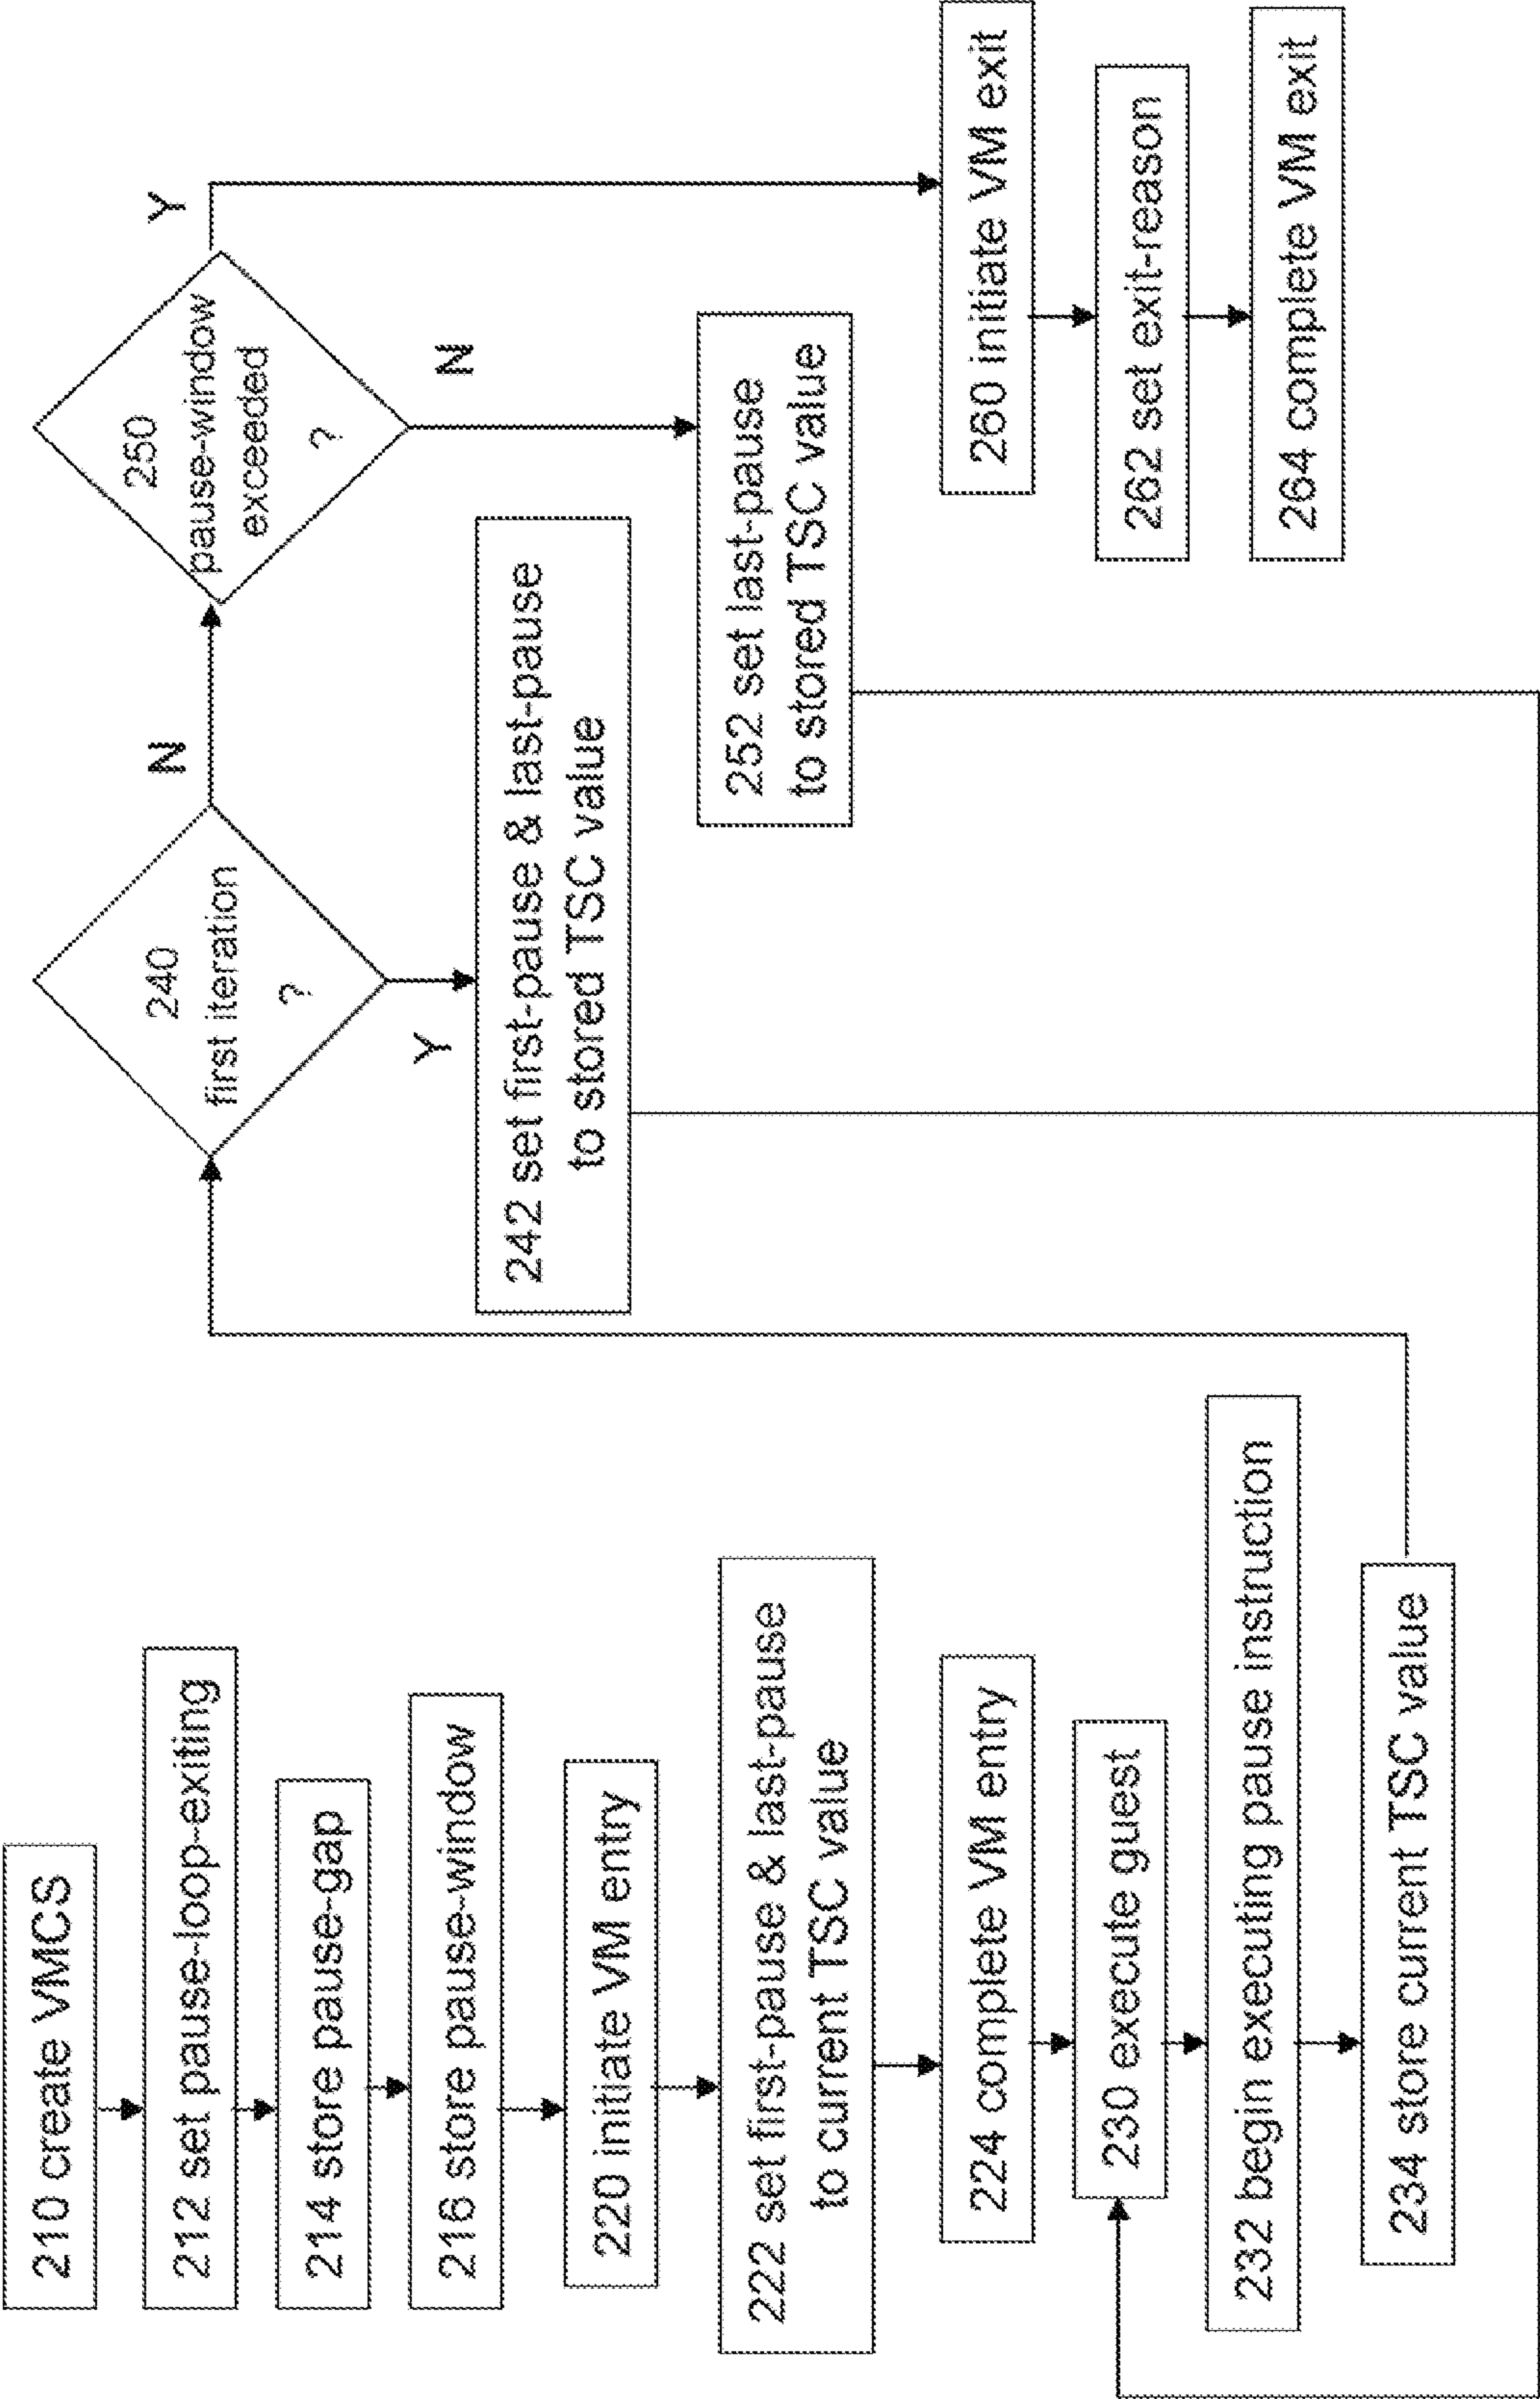 210 create VMCS
212 set pause-loop-exiting
214 store pause-gap
216 store pause-window
220 initiate VM entry
222 set first-pause & last-pause
to current TSC value
224 complete VM entry
230 execute guest
232 begin executing pause instruction
234 store current TSC value
240
first iteration
?
N
Y
242 set first-pause & last-pause
to stored TSC value
250
pause-window
exceeded
?
Y
N
252 set last-pause
to stored TSC value
260 initiate VM exit
262 set exit-reason
264 complete VM exit